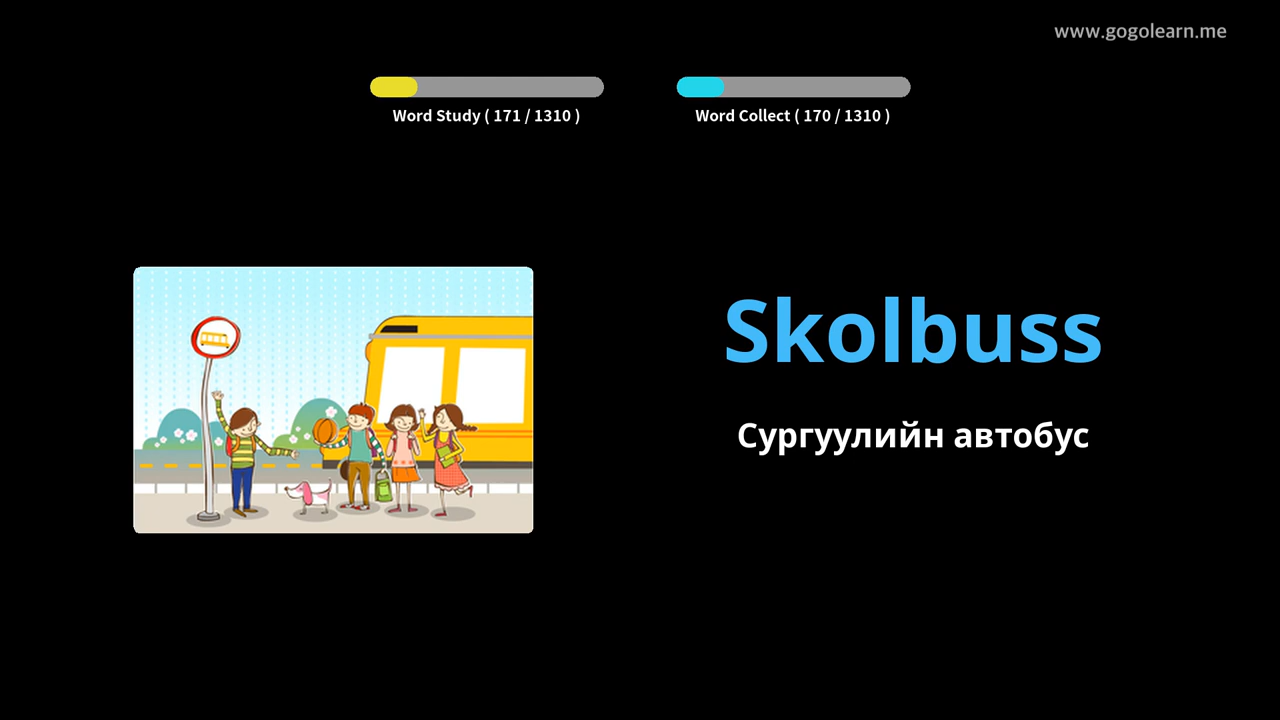 www.gogolearn.me
Word Study ( 171 / 1310 )
Word Collect ( 170 / 1310 )
Skolbuss
Сургуулийн автобус